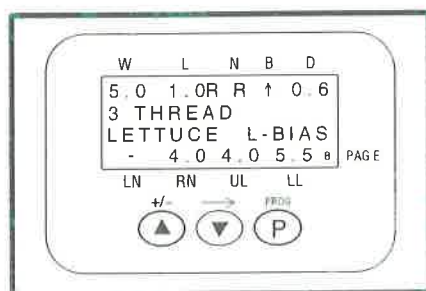 W L N B D
5.0 1.0R R ↑ 0.6
3 THREAD
LETTUCE L-BIAS
- 4.0 4.0 5.5 8 PAGE
LN RN UL LL
+/- → PROG
▲ ▼ P